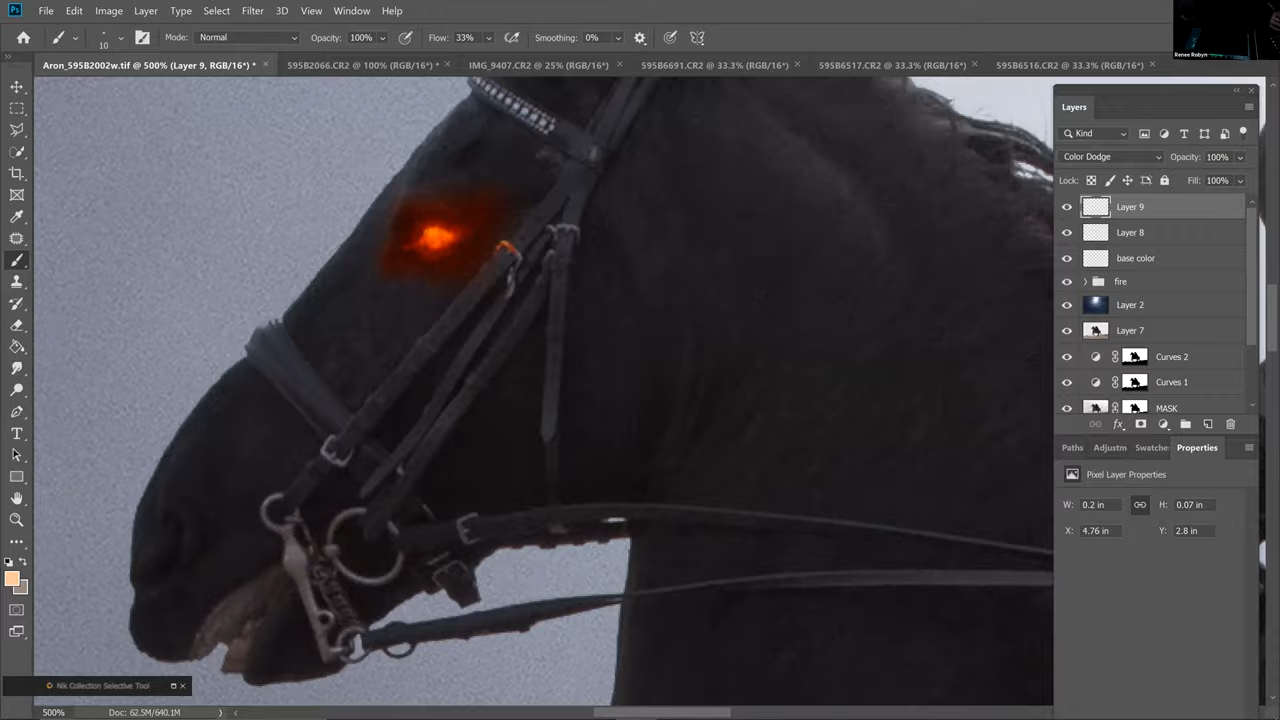 Ps File Edit Image Layer Type Select Filter 3D View Window Help
10 Mode: Normal Opacity: 100% Flow: 33% Smoothing: 0%
Renee Robyn
Aron_595B2002w.tif @ 500% (Layer 9, RGB/16*) * × 595B2066.CR2 @ 100% (RGB/16*) * × IMG_9407.CR2 @ 25% (RGB/16*) × 595B6691.CR2 @ 33.3% (RGB/16*) × 595B6517.CR2 @ 33.3% (RGB/16*) × 595B6516.CR2 @ 33.3% (RGB/16*) ×
Layers
Kind
Color Dodge Opacity: 100%
Lock: Fill: 100%
Layer 9
Layer 8
base color
fire
Layer 2
Layer 7
Curves 2
Curves 1
MASK
fx
Paths Adjustm Swatche Properties
Pixel Layer Properties
W: 0.2 in H: 0.07 in
X: 4.76 in Y: 2.8 in
Nik Collection Selective Tool
500% Doc: 62.5M/640.1M